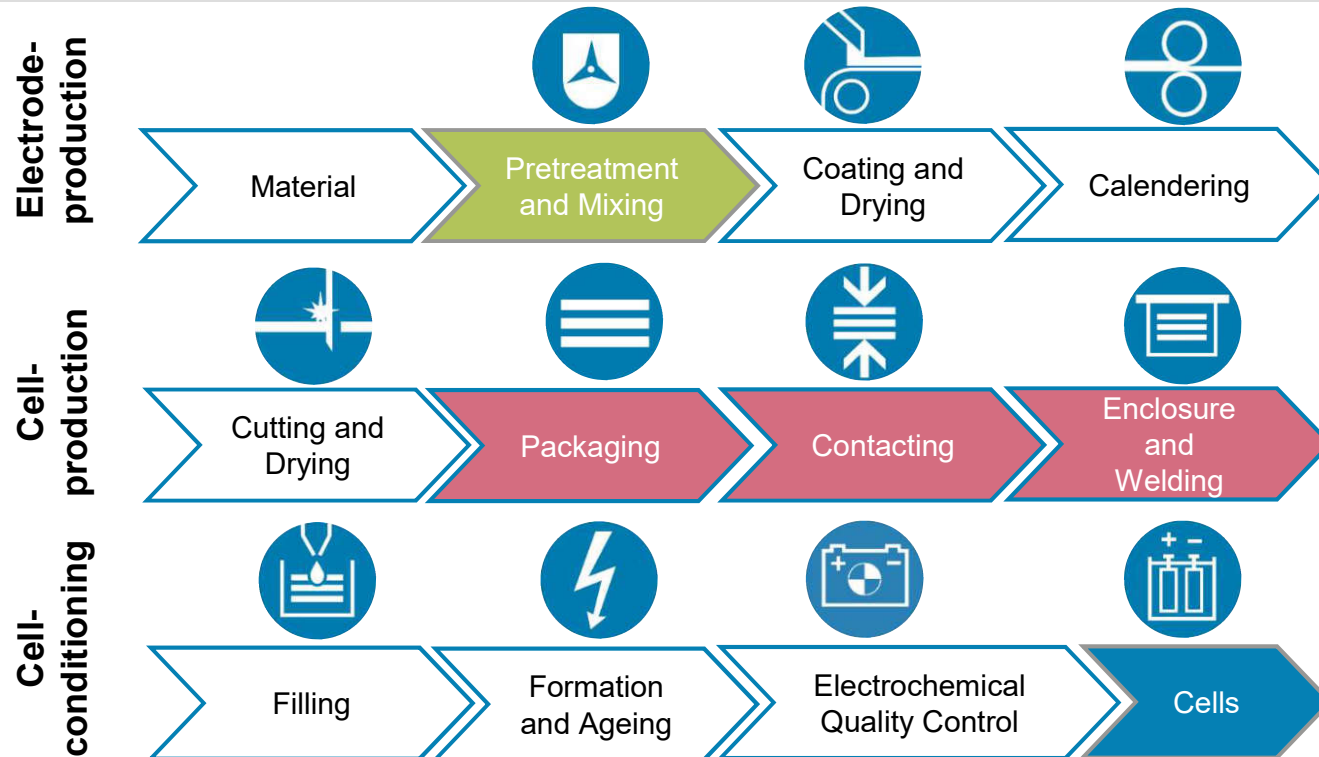 Electrode-
production
Material
Pretreatment
and Mixing
Coating and
Drying
Calendering
Cell-
production
Cutting and
Drying
Packaging
Contacting
Enclosure
and
Welding
Cell-
conditioning
Filling
Formation
and Ageing
+ -
Electrochemical
Quality Control
+ -
Cells